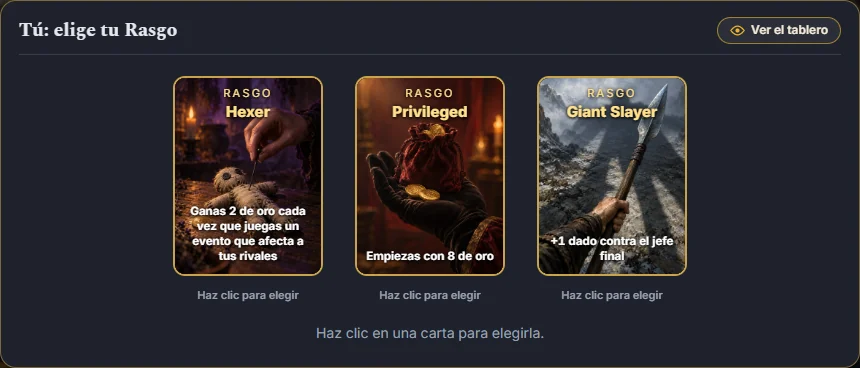 Tú: elige tu Rasgo
Ver el tablero
RASGO
Hexer
Ganas 2 de oro cada
vez que juegas un
evento que afecta a
tus rivales
Haz clic para elegir
RASGO
Privileged
Empiezas con 8 de oro
Haz clic para elegir
RASGO
Giant Slayer
+1 dado contra el jefe
final
Haz clic para elegir
Haz clic en una carta para elegirla.